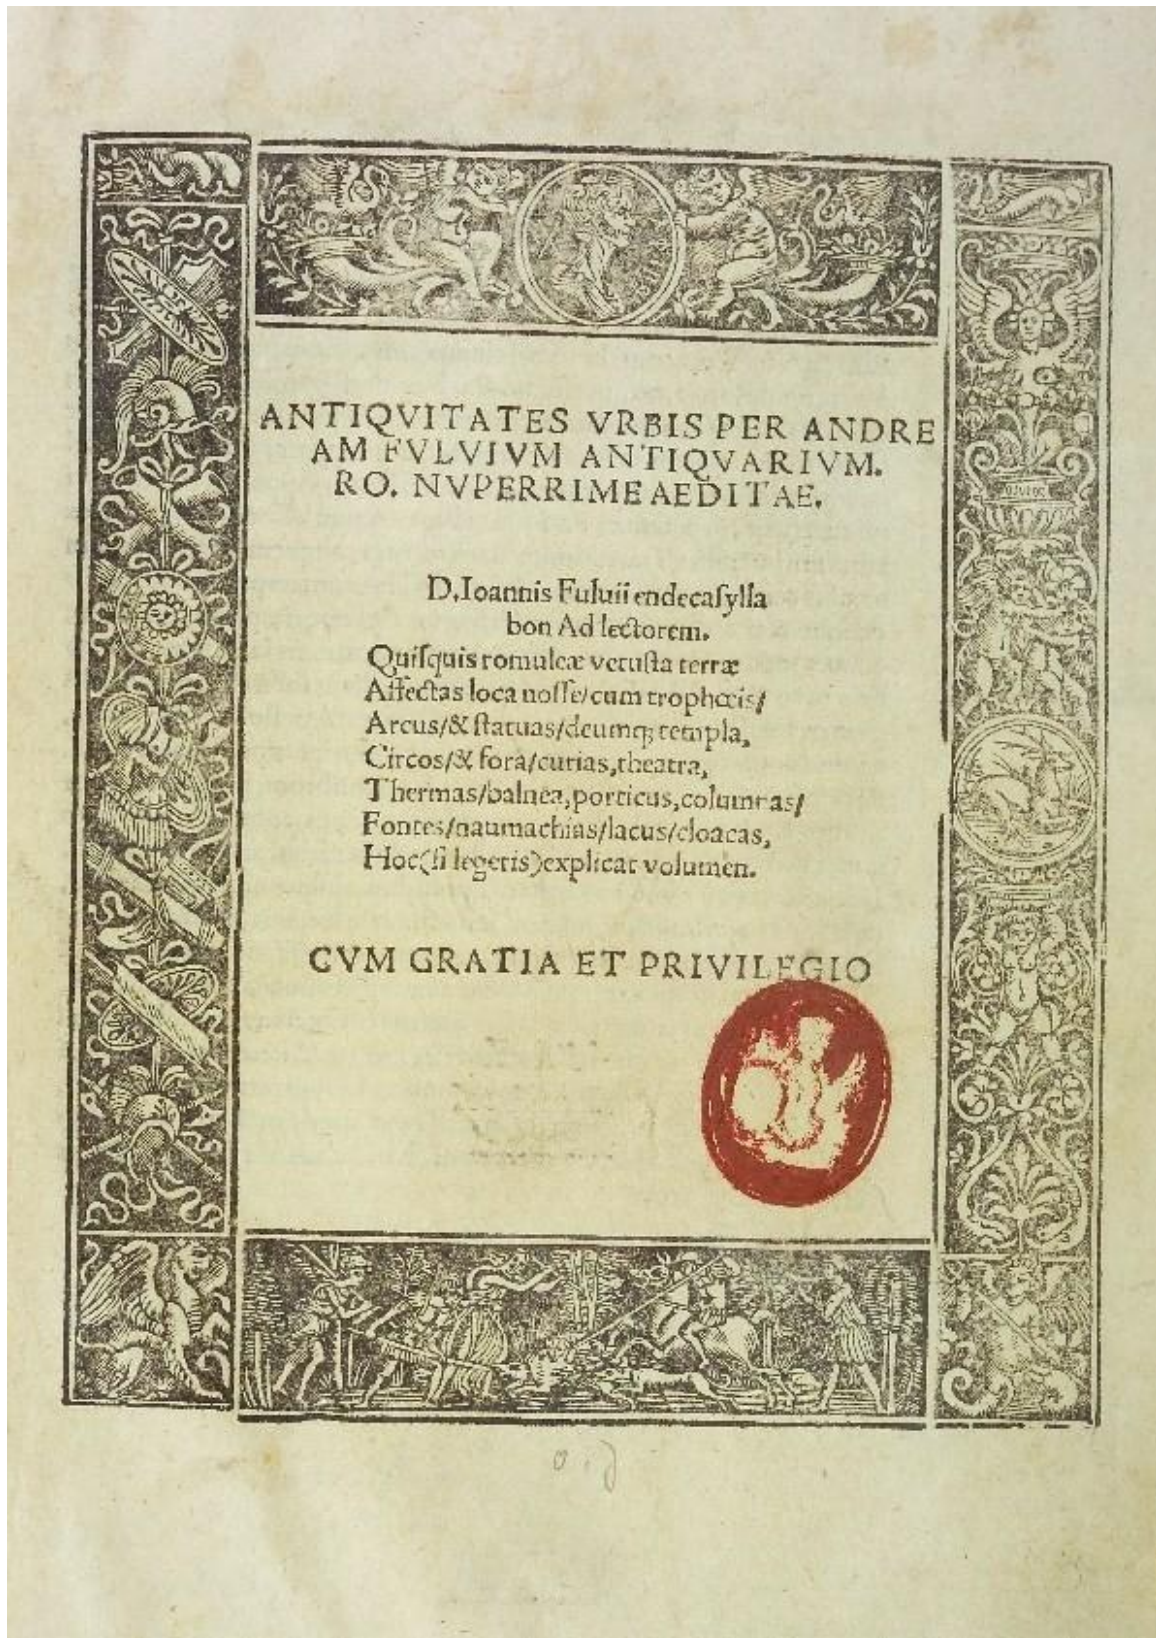 ANTIQVITATES VRBIS PER ANDRE
AM FVLVIVM ANTIQVARIVM.
RO. NVPERRIME AEDITAE.
D. Ioannis Fuluii endecaſylla
bon Ad lectorem.
Quiſquis romuleæ vetuſta terræ
Affectas loca noſſe/cum trophœis/
Arcus/& ſtatuas/deumq; templa,
Circos/& fora/curias,theatra,
Thermas/balnea,porticus,columnas/
Fontes/naumachias/lacus/cloacas,
Hoc(ſi legeris)explicat volumen.
CVM GRATIA ET PRIVILEGIO